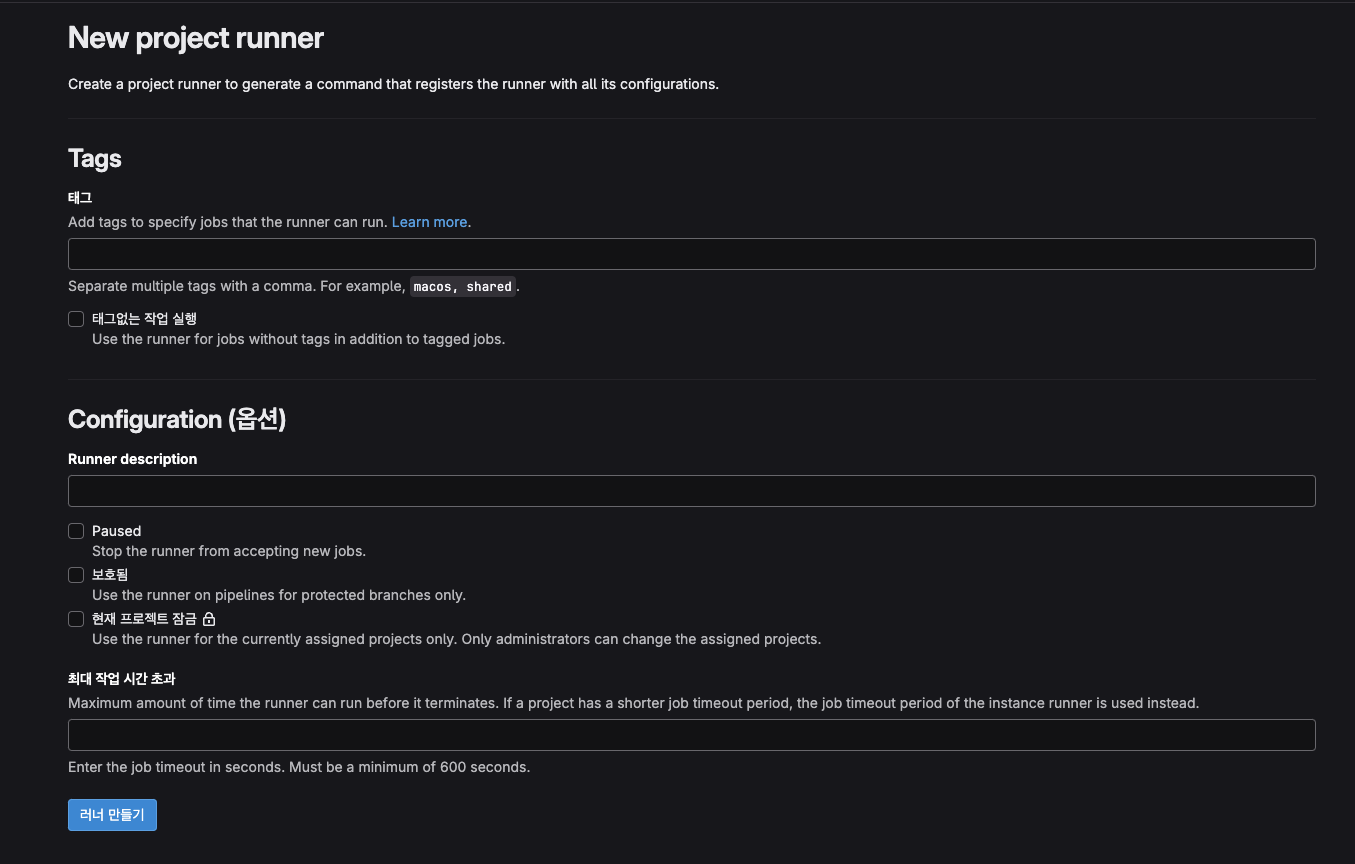 New project runner
Create a project runner to generate a command that registers the runner with all its configurations.
Tags
태그
Add tags to specify jobs that the runner can run. Learn more.
Separate multiple tags with a comma. For example, macos, shared.
태그없는 작업 실행
Use the runner for jobs without tags in addition to tagged jobs.
Configuration (옵션)
Runner description
Paused
Stop the runner from accepting new jobs.
보호됨
Use the runner on pipelines for protected branches only.
현재 프로젝트 잠금
Use the runner for the currently assigned projects only. Only administrators can change the assigned projects.
최대 작업 시간 초과
Maximum amount of time the runner can run before it terminates. If a project has a shorter job timeout period, the job timeout period of the instance runner is used instead.
Enter the job timeout in seconds. Must be a minimum of 600 seconds.
러너 만들기